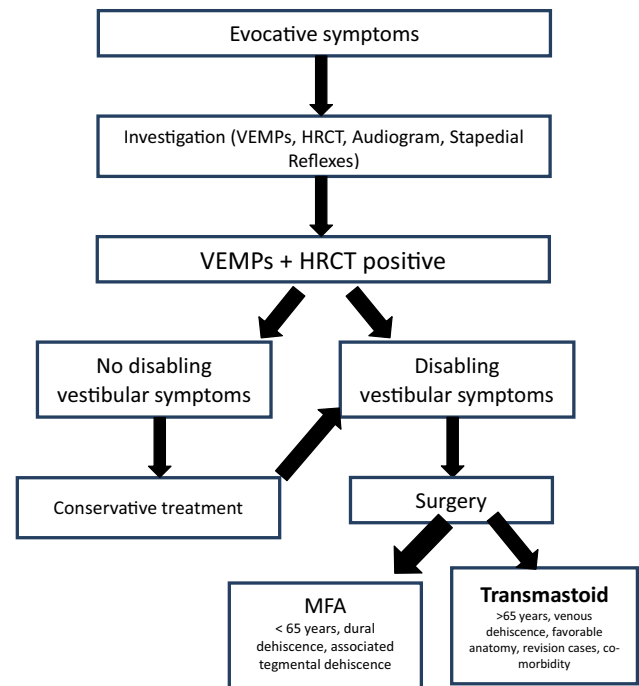 Evocative symptoms
Investigation (VEMPs, HRCT, Audiogram, Stapedial
Reflexes)
VEMPs + HRCT positive
No disabling
vestibular symptoms
Disabling
vestibular symptoms
Conservative treatment
Surgery
MFA
< 65 years, dural
dehiscence, associated
tegmental dehiscence
Transmastoid
>65 years, venous
dehiscence, favorable
anatomy, revision cases, co-
morbidity